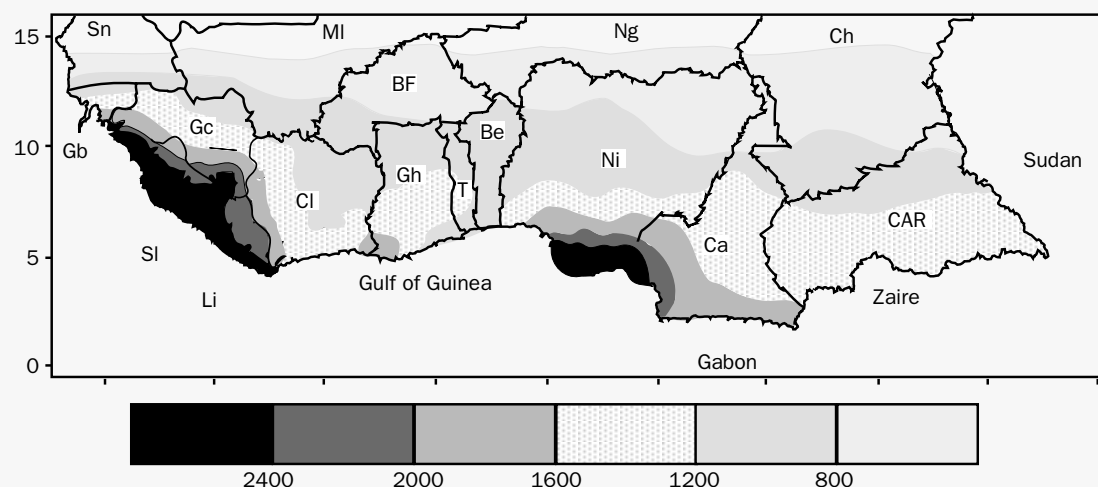 15
Sn
Ml
Ng
Ch
BF
Gc
Be
10
Gb
Ni
Sudan
Gh
T
CI
CAR
Ca
5
Sl
Gulf of Guinea
Zaire
Li
0
Gabon
2400
2000
1600
1200
800